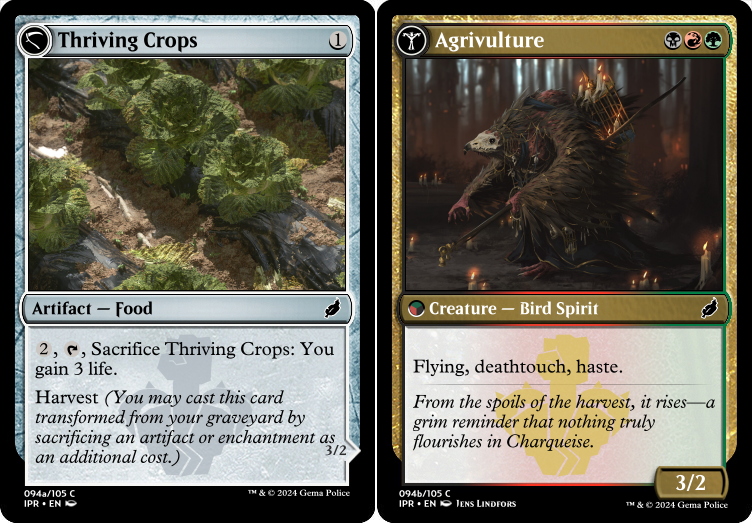 Thriving Crops
1
Artifact — Food
2, , Sacrifice Thriving Crops: You
gain 3 life.
Harvest (You may cast this card
transformed from your graveyard by
sacrificing an artifact or enchantment as
an additional cost.)
3/2
094a/105 C
IPR • EN
™ & © 2024 Gema Police
Agrivulture
Creature — Bird Spirit
Flying, deathtouch, haste.
From the spoils of the harvest, it rises—a
grim reminder that nothing truly
flourishes in Charqueise.
3/2
094b/105 C
IPR • EN JENS LINDFORS
™ & © 2024 Gema Police